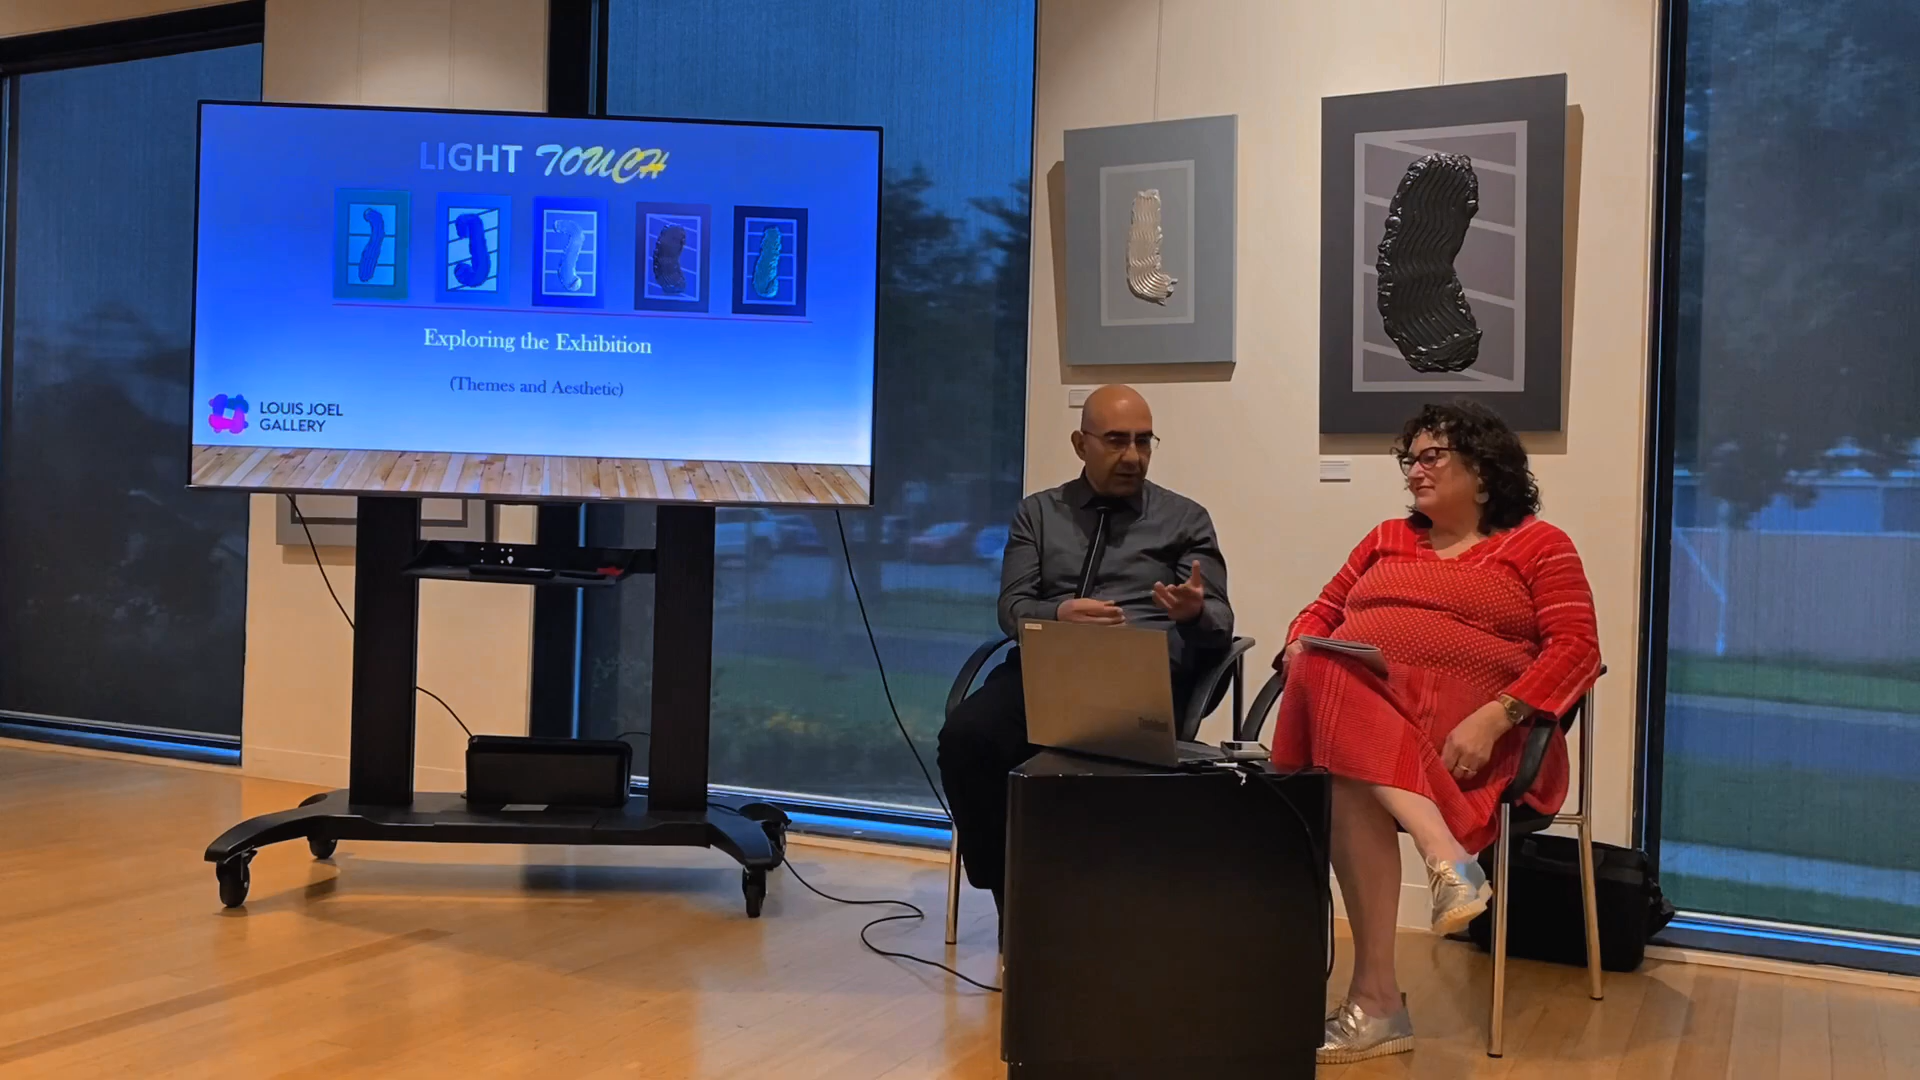 LIGHT TOUCH
Exploring the Exhibition
(Themes and Aesthetic)
LOUIS JOEL
GALLERY